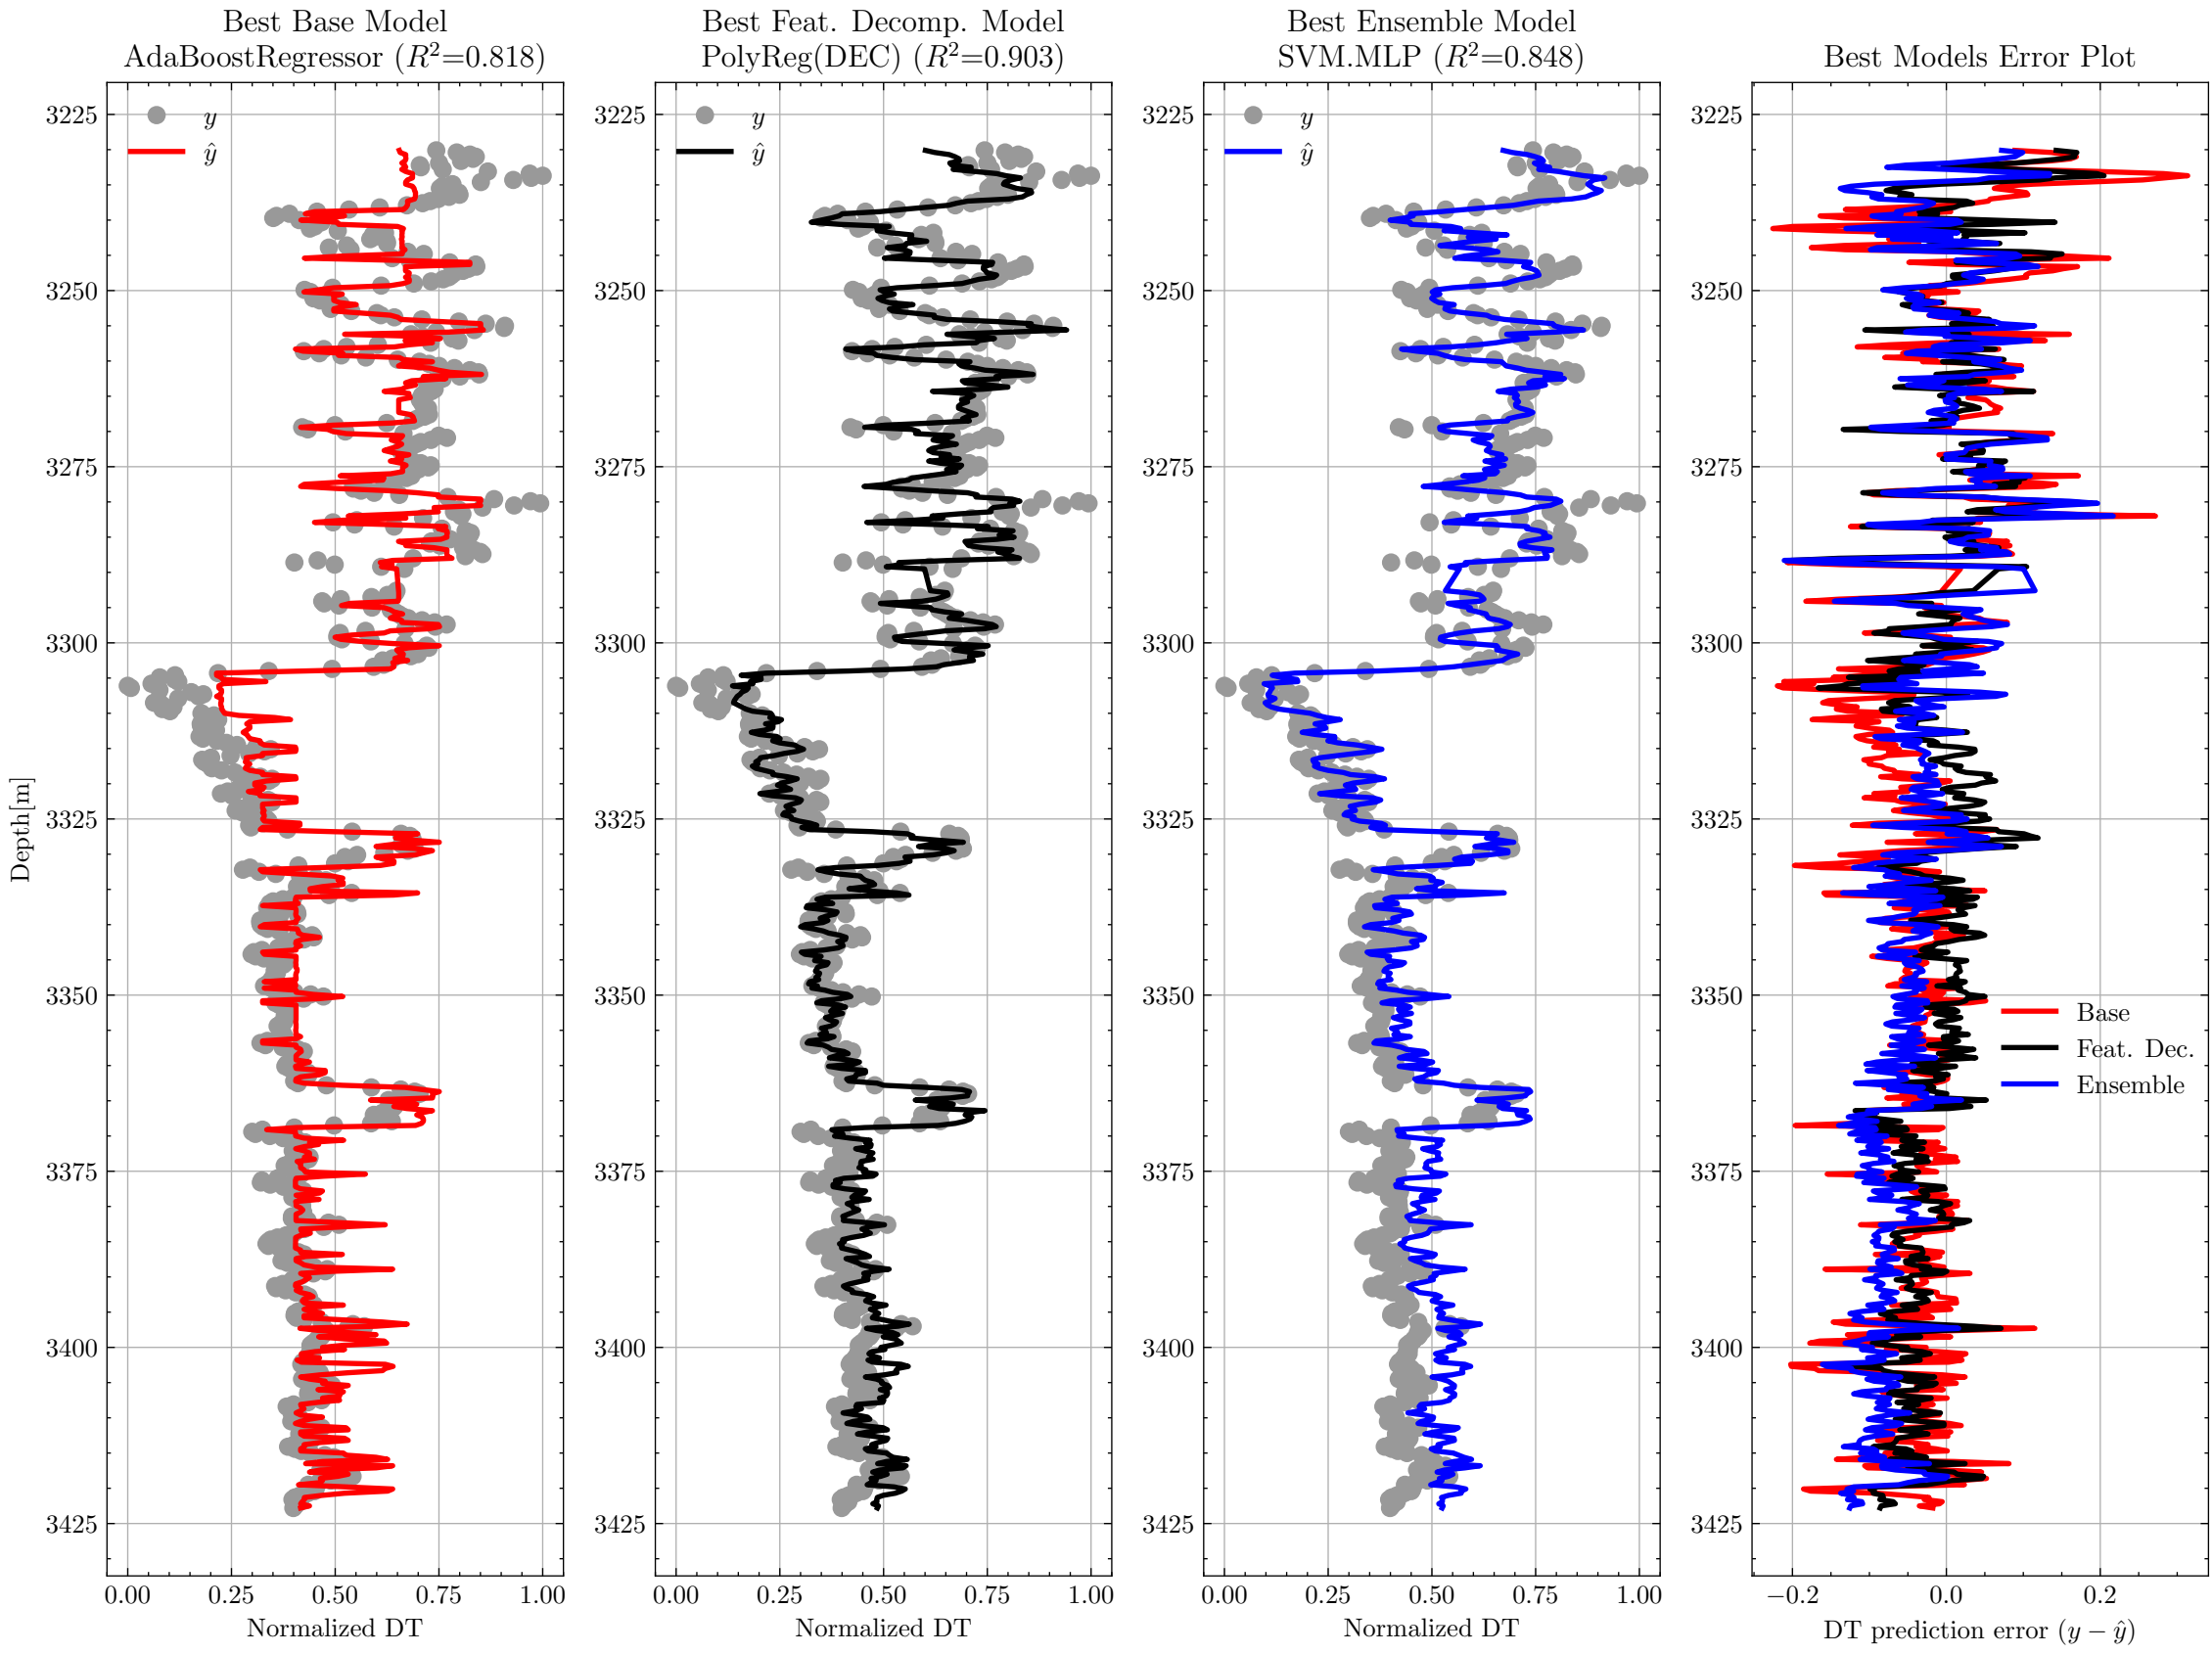 Best Base Model
AdaBoostRegressor (R²=0.818)
Best Feat. Decomp. Model
PolyReg(DEC) (R²=0.903)
Best Ensemble Model
SVM.MLP (R²=0.848)
Best Models Error Plot
Depth[m]
3225
3250
3275
3300
3325
3350
3375
3400
3425
y
ŷ
0.00 0.25 0.50 0.75 1.00
Normalized DT
3225
3250
3275
3300
3325
3350
3375
3400
3425
y
ŷ
0.00 0.25 0.50 0.75 1.00
Normalized DT
3225
3250
3275
3300
3325
3350
3375
3400
3425
y
ŷ
0.00 0.25 0.50 0.75 1.00
Normalized DT
3225
3250
3275
3300
3325
3350
3375
3400
3425
Base
Feat. Dec.
Ensemble
−0.2 0.0 0.2
DT prediction error (y − ŷ)